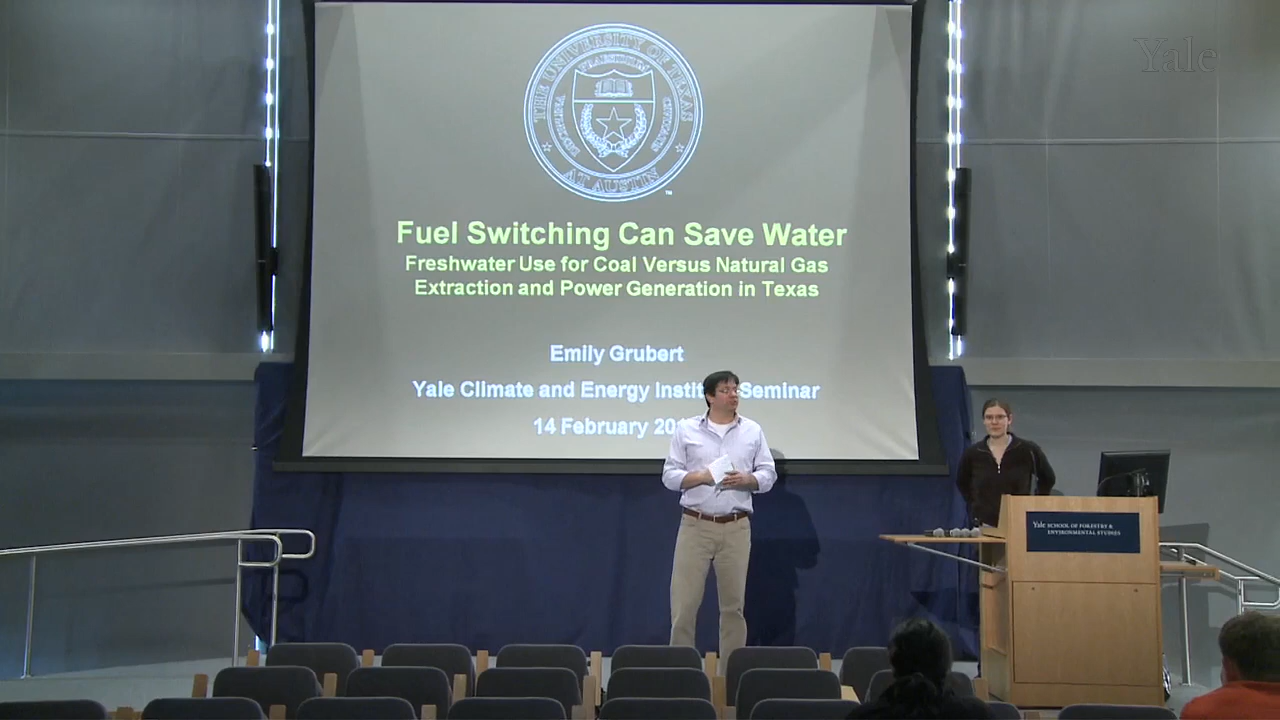 Yale
THE UNIVERSITY OF TEXAS
AT AUSTIN
™
Fuel Switching Can Save Water
Freshwater Use for Coal Versus Natural Gas
Extraction and Power Generation in Texas
Emily Grubert
Yale Climate and Energy Seminar
14 February
Yale SCHOOL OF FORESTRY &
ENVIRONMENTAL STUDIES